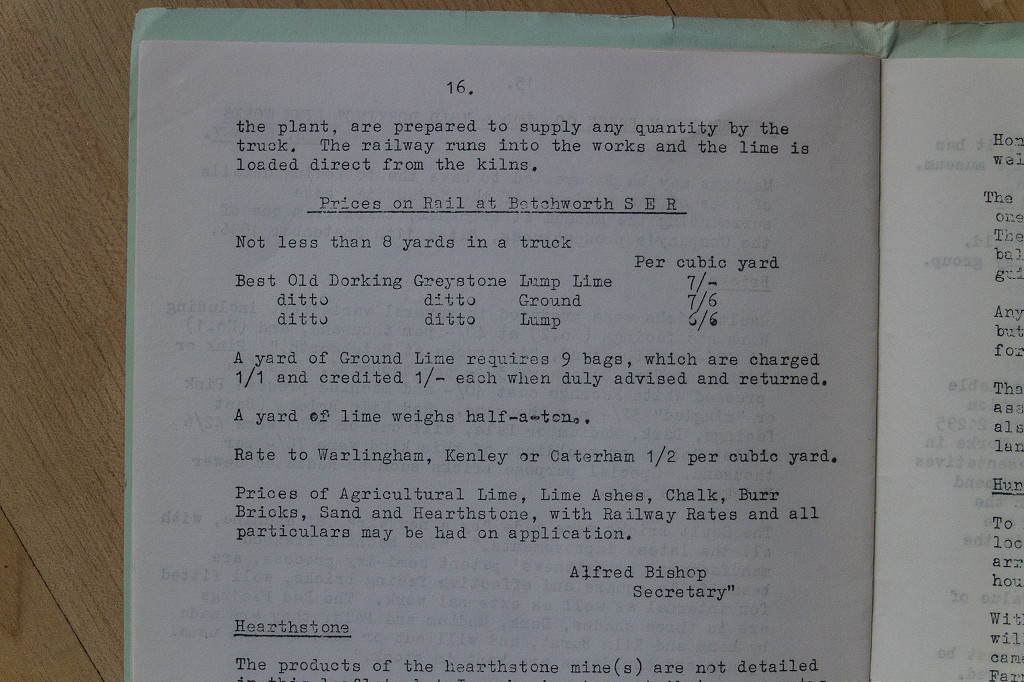 16.
the plant, are prepared to supply any quantity by the
truck. The railway runs into the works and the lime is
loaded direct from the kilns.
Prices on Rail at Betchworth S E R
Not less than 8 yards in a truck
Per cubic yard
Best Old Dorking Greystone Lump Lime 7/-
ditto ditto Ground 7/6
ditto ditto Lump 6/6
A yard of Ground Lime requires 9 bags, which are charged
1/1 and credited 1/- each when duly advised and returned.
A yard of lime weighs half-a-ton..
Rate to Warlingham, Kenley or Caterham 1/2 per cubic yard.
Prices of Agricultural Lime, Lime Ashes, Chalk, Burr
Bricks, Sand and Hearthstone, with Railway Rates and all
particulars may be had on application.
Alfred Bishop
Secretary"
Hearthstone
The products of the hearthstone mine(s) are not detailed
The
one
The
Any
but
for
To